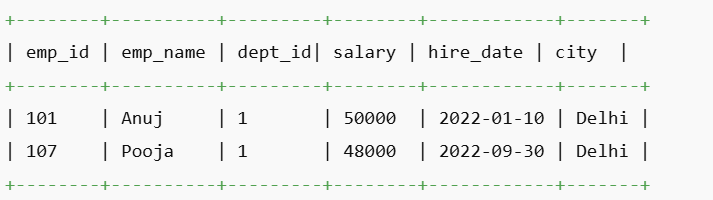 +--------+----------+---------+--------+------------+-------+
| emp_id | emp_name | dept_id| salary | hire_date | city  |
+--------+----------+---------+--------+------------+-------+
| 101    | Anuj     | 1       | 50000  | 2022-01-10 | Delhi |
| 107    | Pooja    | 1       | 48000  | 2022-09-30 | Delhi |
+--------+----------+---------+--------+------------+-------+